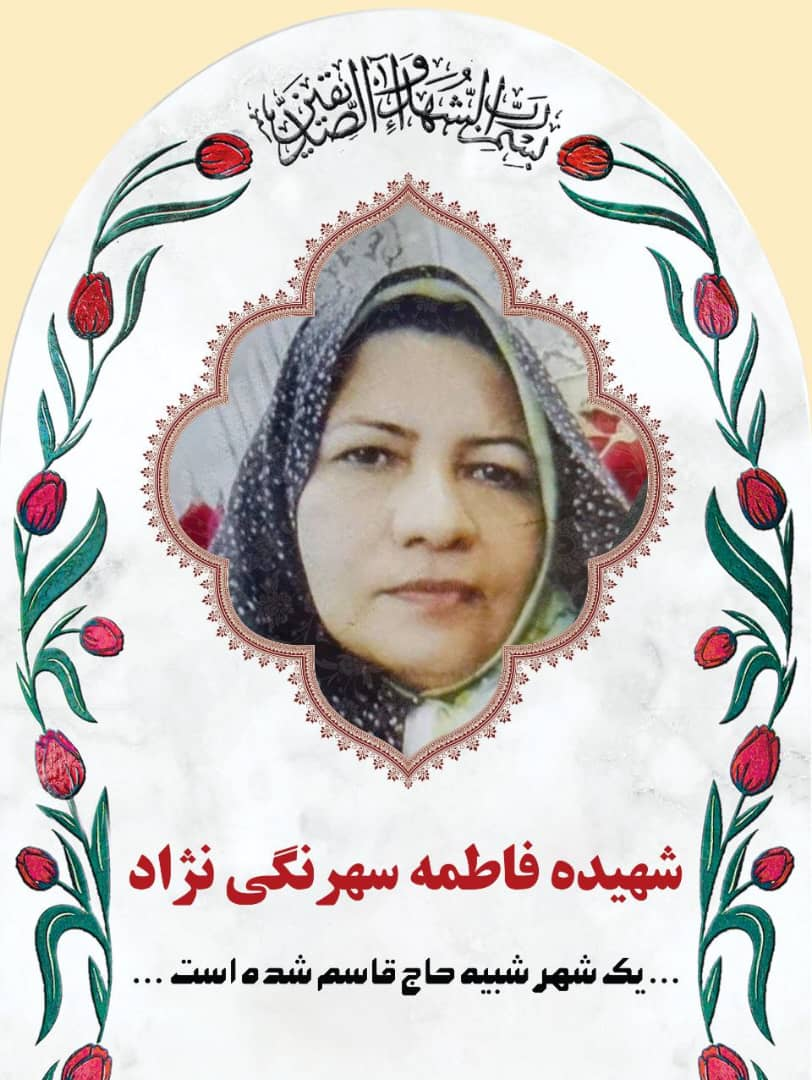 بسم رب الشهداء و الصدیقین
شهیده فاطمه سهرنگی نژاد
... یک شهر شبیه حاج قاسم شده است ...